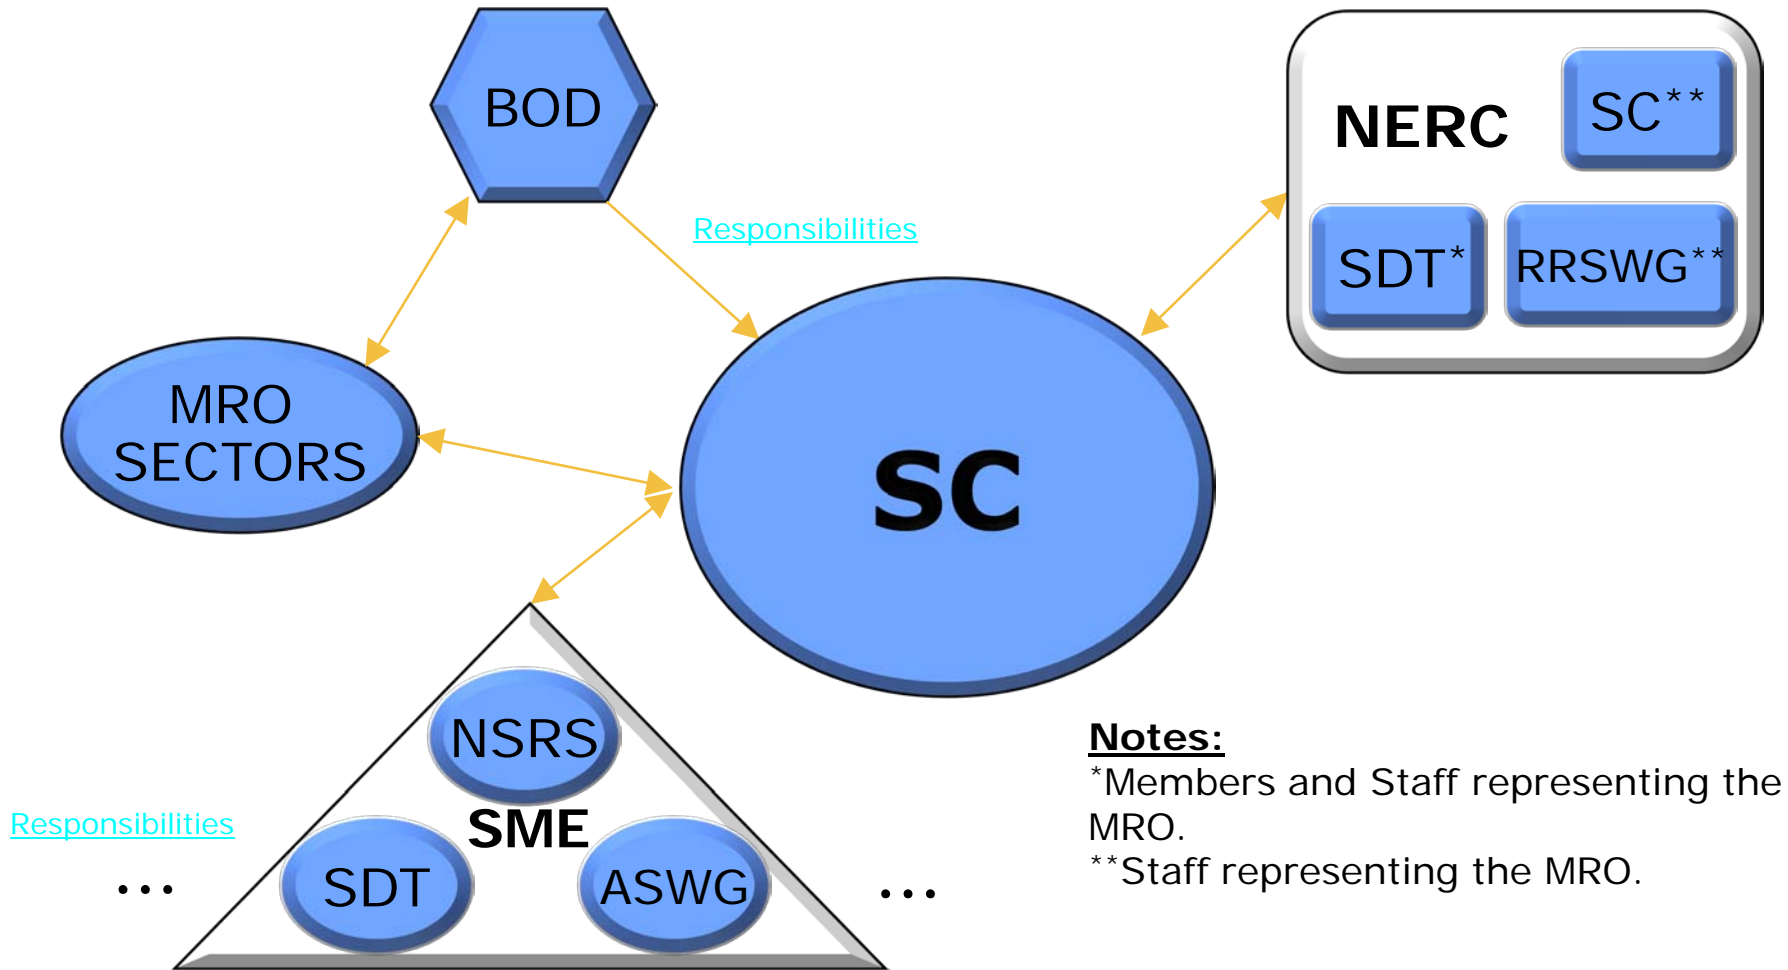 BOD
NERC
SC**
SDT*
RRSWG**
Responsibilities
MRO
SECTORS
SC
NSRS
SME
SDT
ASWG
Responsibilities
...
...
Notes:
*Members and Staff representing the
MRO.
**Staff representing the MRO.